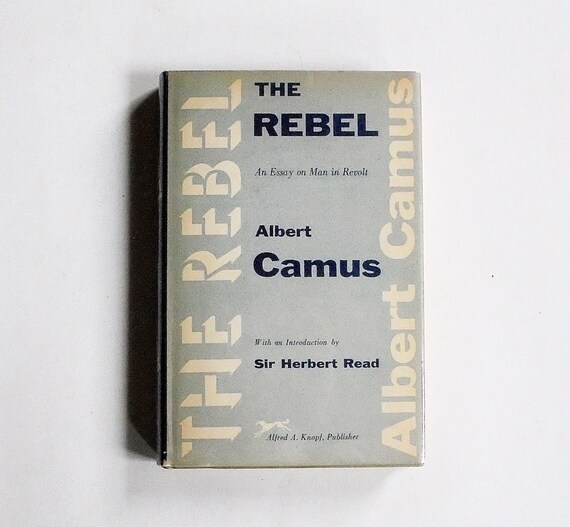 THE REBEL
THE
REBEL
An Essay on Man in Revolt
Albert
Camus
With an Introduction by
Sir Herbert Read
Alfred A. Knopf, Publisher
Albert Camus